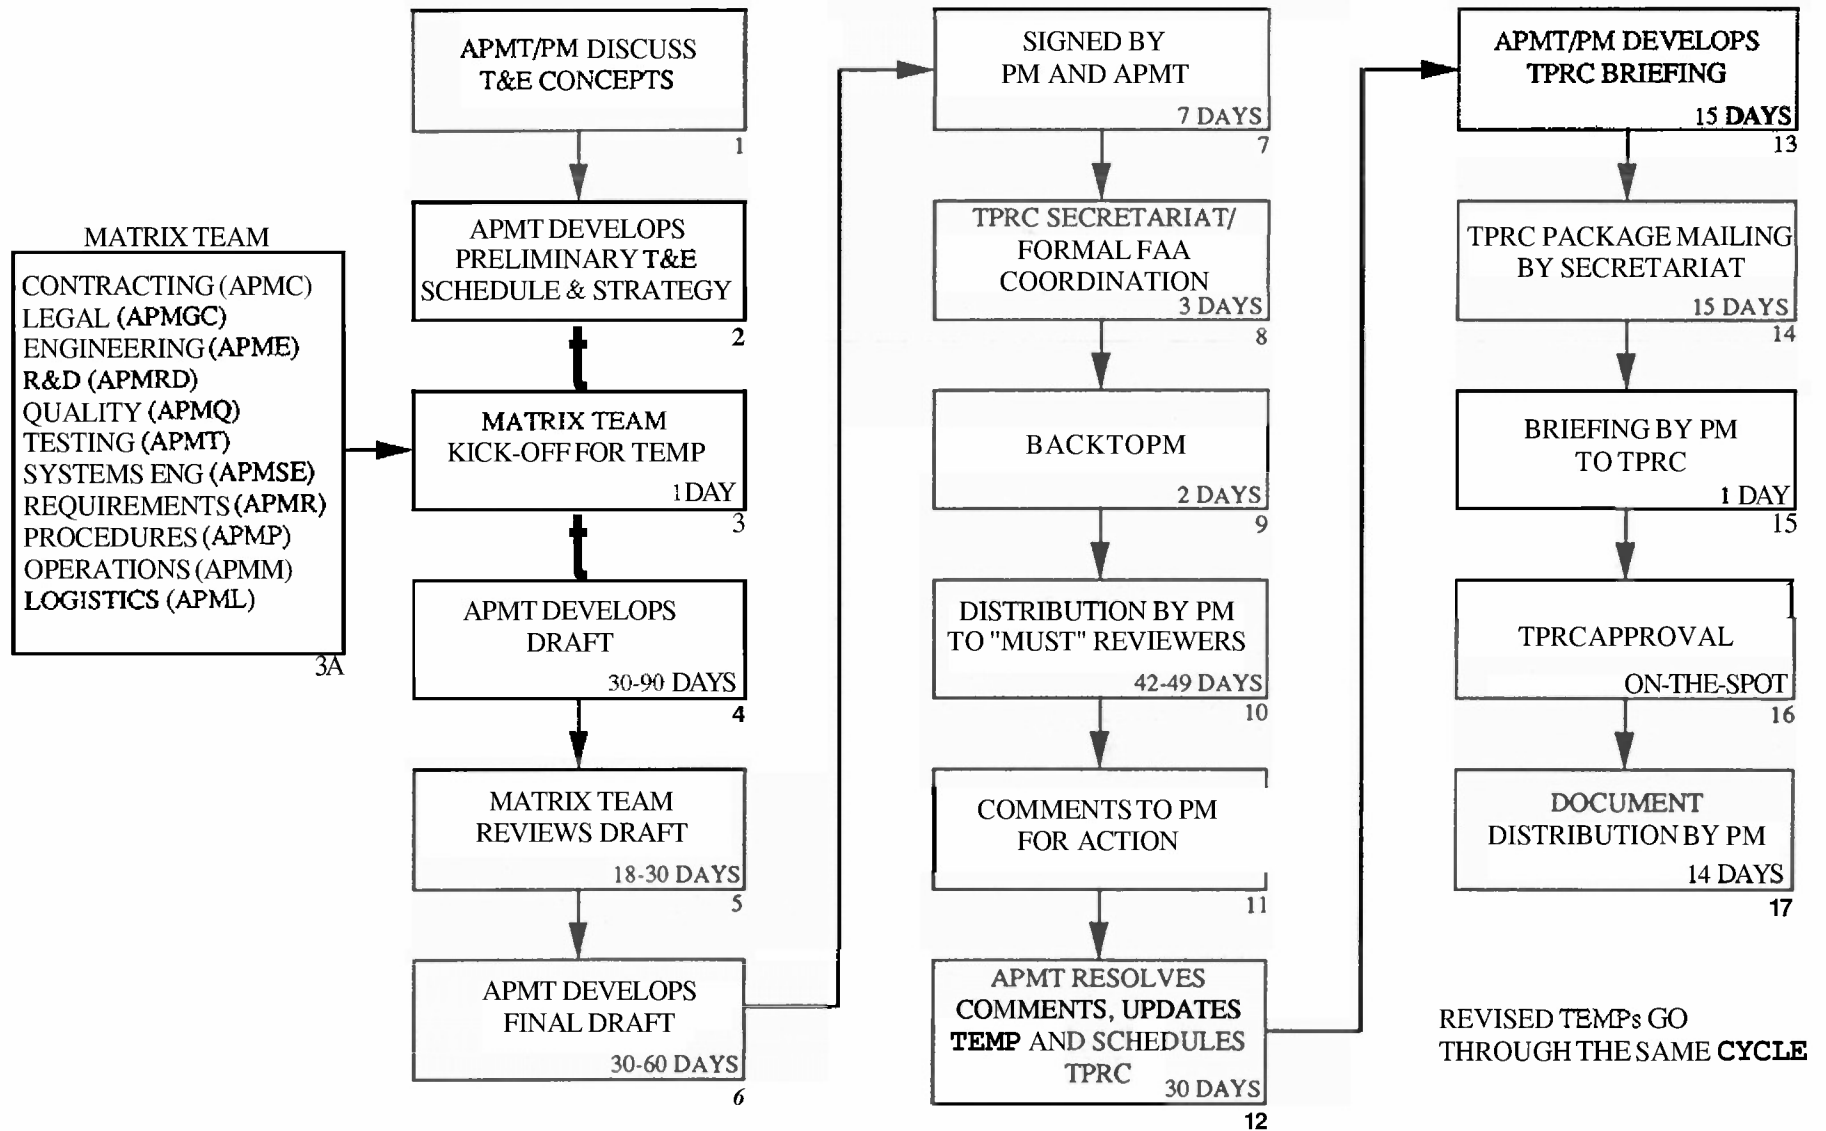 APMT/PM DISCUSS
T&E CONCEPTS
1
APMT DEVELOPS
PRELIMINARY T&E
SCHEDULE & STRATEGY
2
MATRIX TEAM
CONTRACTING (APMC)
LEGAL (APMGC)
ENGINEERING (APME)
R&D (APMRD)
QUALITY (APMQ)
TESTING (APMT)
SYSTEMS ENG (APMSE)
REQUIREMENTS (APMR)
PROCEDURES (APMP)
OPERATIONS (APMM)
LOGISTICS (APML)
3A
MATRIX TEAM
KICK-OFF FOR TEMP
1 DAY
3
APMT DEVELOPS
DRAFT
30-90 DAYS
4
MATRIX TEAM
REVIEWS DRAFT
18-30 DAYS
5
APMT DEVELOPS
FINAL DRAFT
30-60 DAYS
6
SIGNED BY
PM AND APMT
7 DAYS
7
TPRC SECRETARIAT/
FORMAL FAA
COORDINATION
3 DAYS
8
BACKTOPM
2 DAYS
9
DISTRIBUTION BY PM
TO "MUST" REVIEWERS
42-49 DAYS
10
COMMENTS TO PM
FOR ACTION
11
APMT RESOLVES
COMMENTS, UPDATES
TEMP AND SCHEDULES
TPRC
30 DAYS
12
APMT/PM DEVELOPS
TPRC BRIEFING
15 DAYS
13
TPRC PACKAGE MAILING
BY SECRETARIAT
15 DAYS
14
BRIEFING BY PM
TO TPRC
1 DAY
15
TPRCAPPROVAL
ON-THE-SPOT
16
DOCUMENT
DISTRIBUTION BY PM
14 DAYS
17
REVISED TEMPs GO
THROUGH THE SAME CYCLE